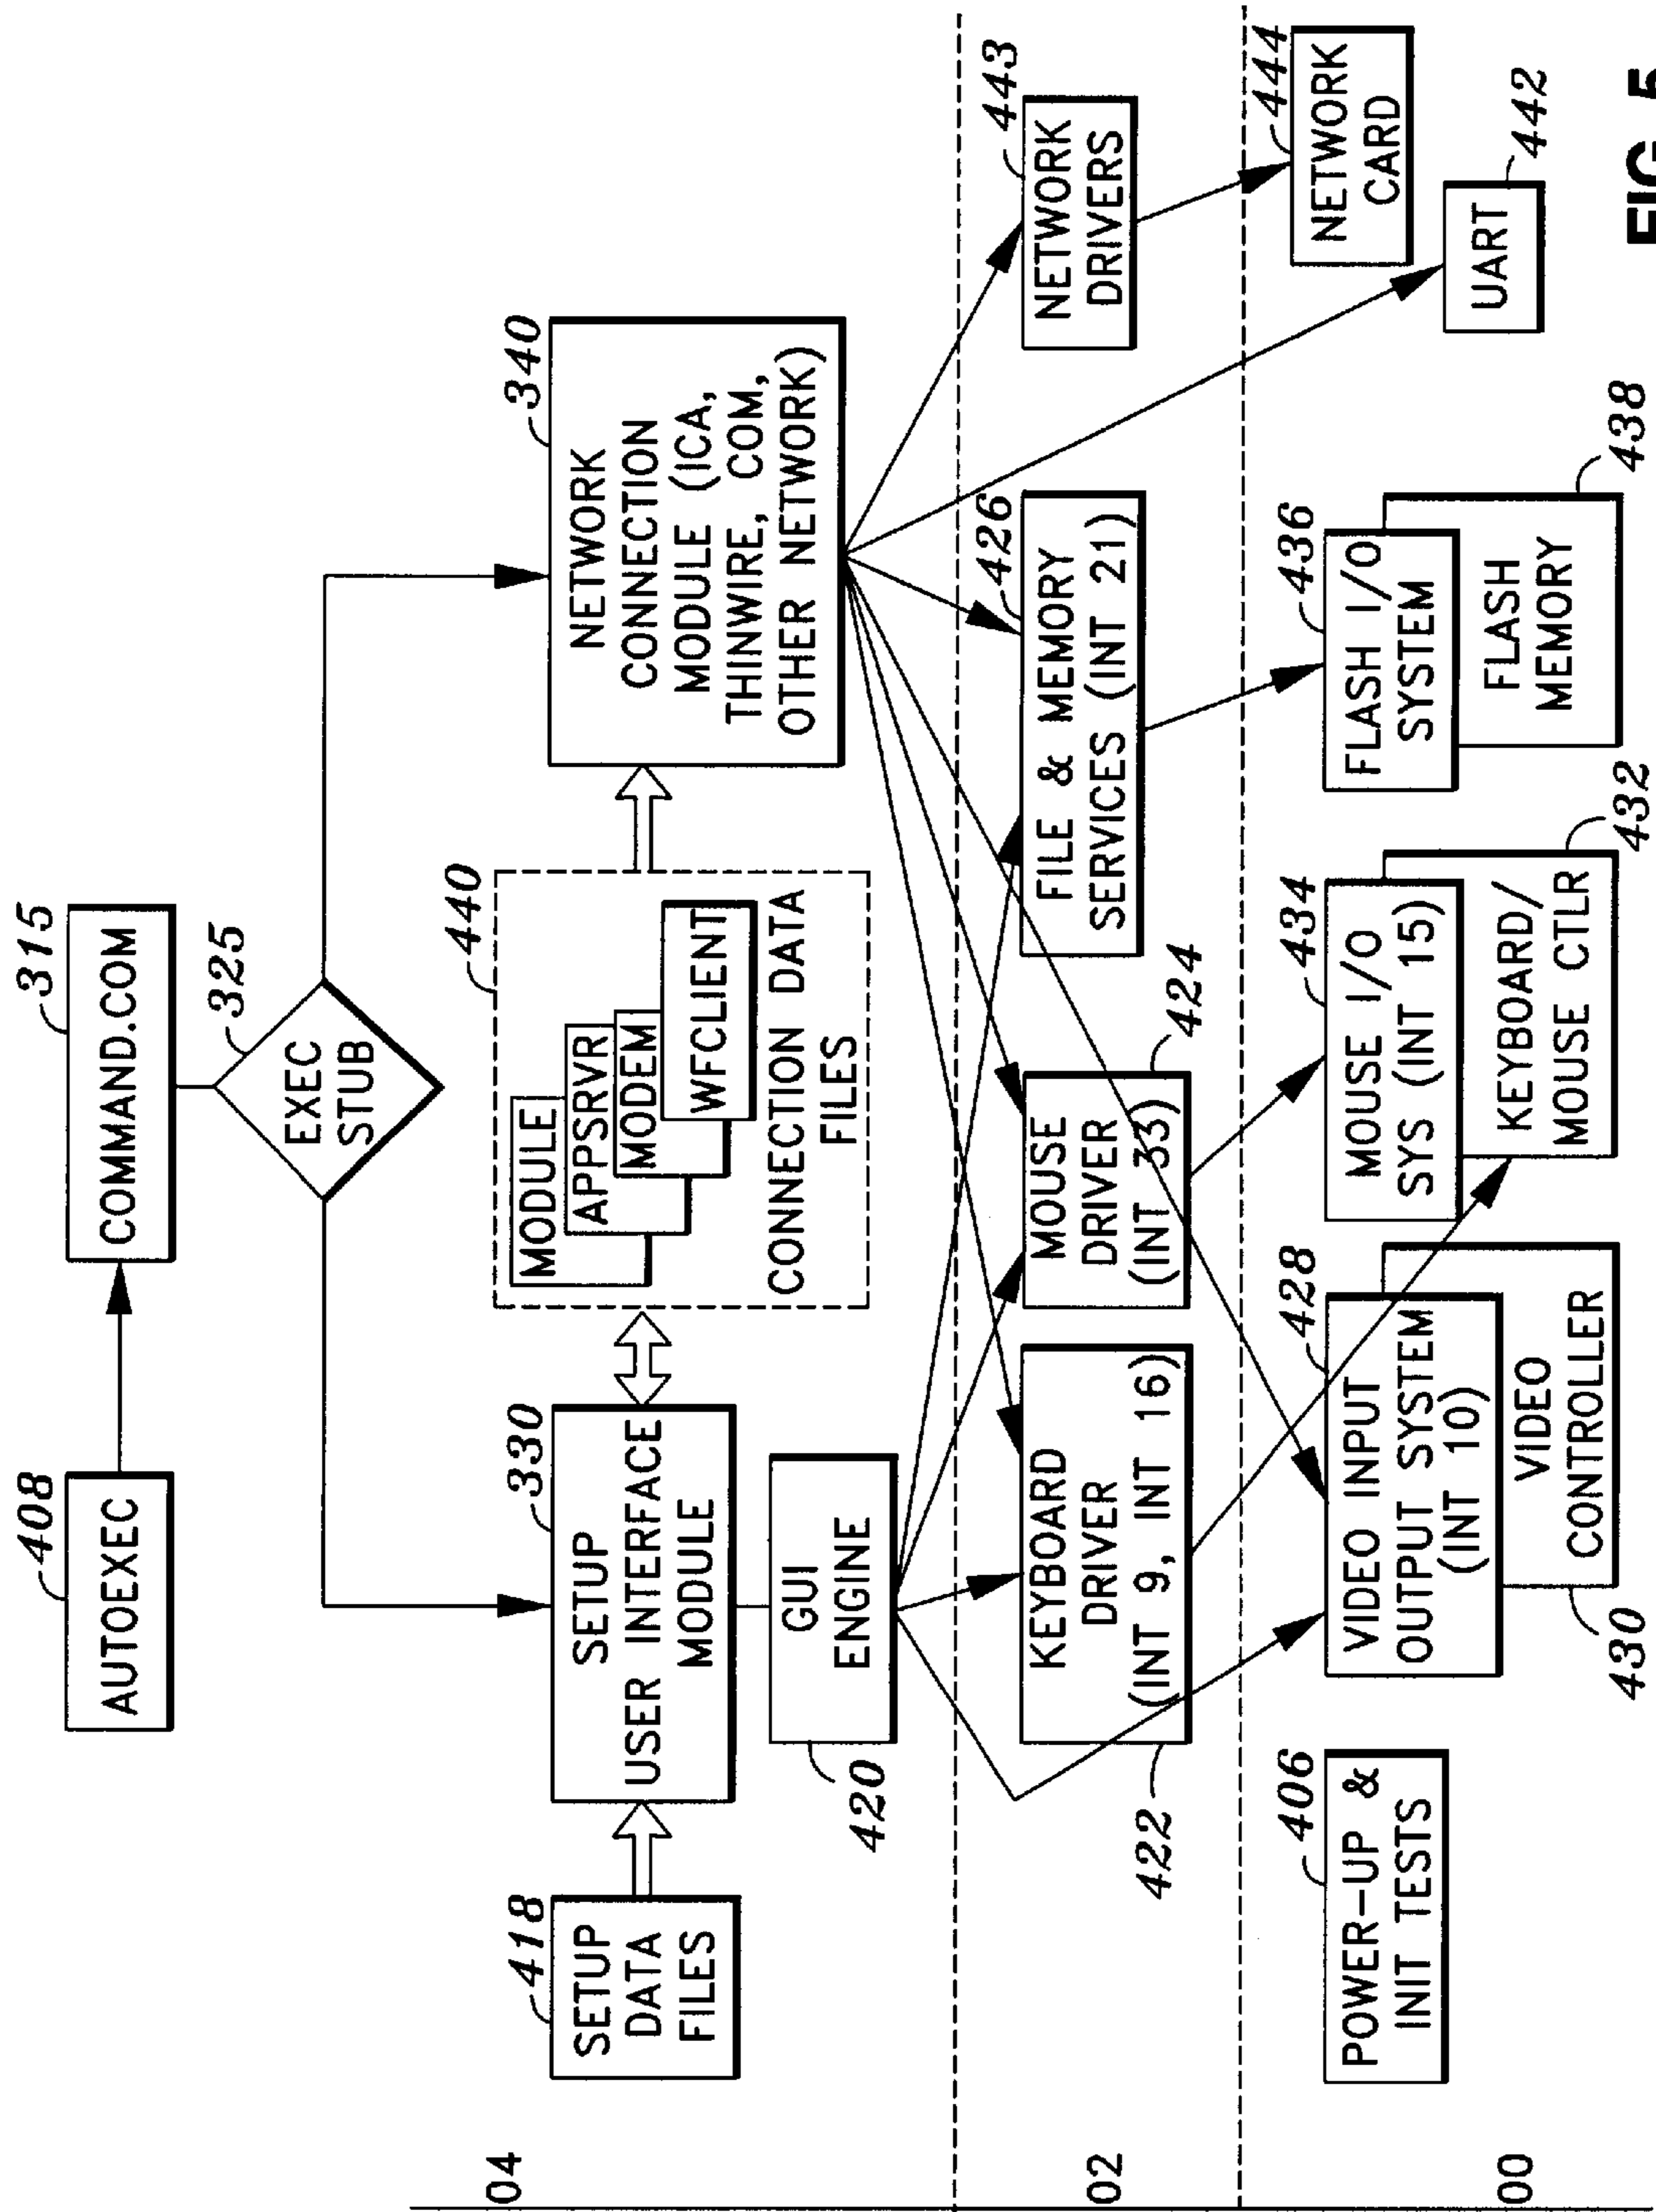 408
AUTOEXEC
315
COMMAND.COM
325
EXEC
STUB
04
418
SETUP
DATA
FILES
330
SETUP
USER INTERFACE
MODULE
GUI
ENGINE
420
440
MODULE
APPSRVR
MODEM
WFCLIENT
CONNECTION DATA
FILES
340
NETWORK
CONNECTION
MODULE (ICA,
THINWIRE, COM,
OTHER NETWORK)
02
422
KEYBOARD
DRIVER
(INT 9, INT 16)
MOUSE
DRIVER
(INT 33)
424
426
FILE & MEMORY
SERVICES (INT 21)
443
NETWORK
DRIVERS
00
406
POWER-UP &
INIT TESTS
428
VIDEO INPUT
OUTPUT SYSTEM
(INT 10)
VIDEO
CONTROLLER
430
434
MOUSE I/O
SYS (INT 15)
KEYBOARD/
MOUSE CTLR
432
436
FLASH I/O
SYSTEM
FLASH
MEMORY
438
444
NETWORK
CARD
UART
442
FIG. 5